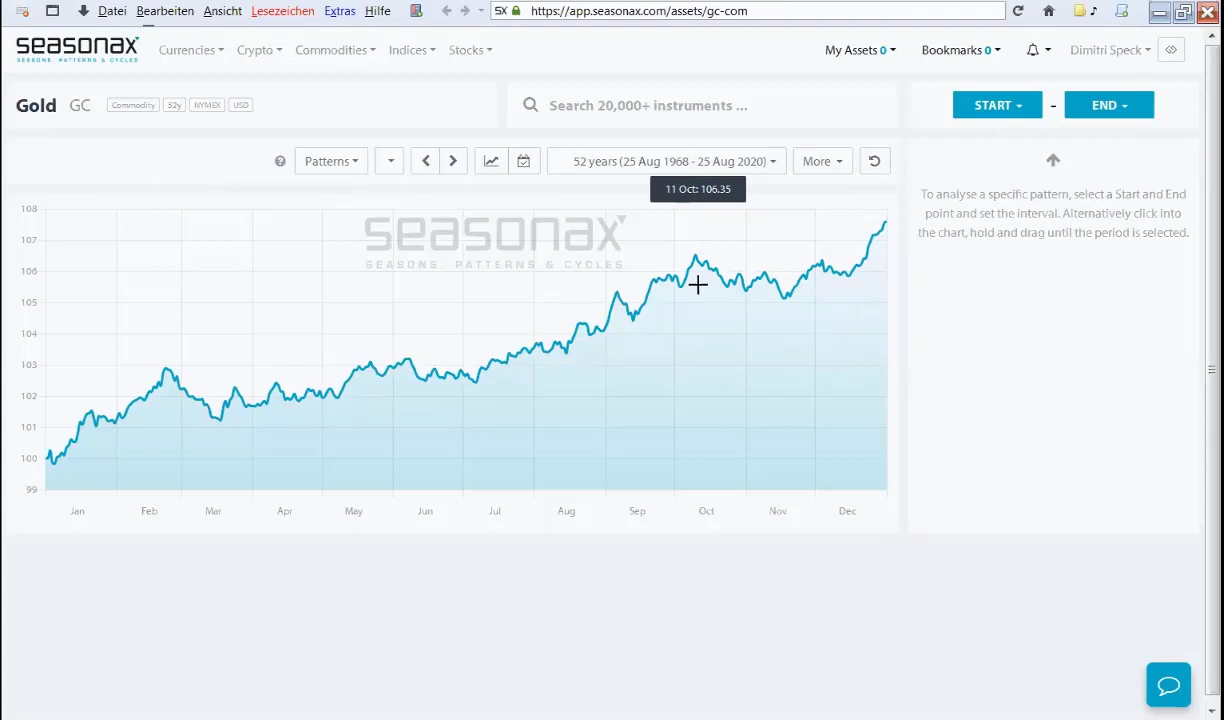 Datei Bearbeiten Ansicht Lesezeichen Extras Hilfe SX https://app.seasonax.com/assets/gc-com
seasonax Currencies Crypto Commodities Indices Stocks My Assets 0 Bookmarks 0 Dimitri Speck
SEASONS, PATTERNS & CYCLES
Gold GC Commodity 52y NYMEX USD Search 20,000+ instruments ... START - END
? Patterns 52 years (25 Aug 1968 - 25 Aug 2020) More
11 Oct: 106.35
To analyse a specific pattern, select a Start and End
point and set the interval. Alternatively click into
the chart, hold and drag until the period is selected.
seasonax
SEASONS, PATTERNS & CYCLES
108
107
106
105
104
103
102
101
100
99
Jan Feb Mar Apr May Jun Jul Aug Sep Oct Nov Dec